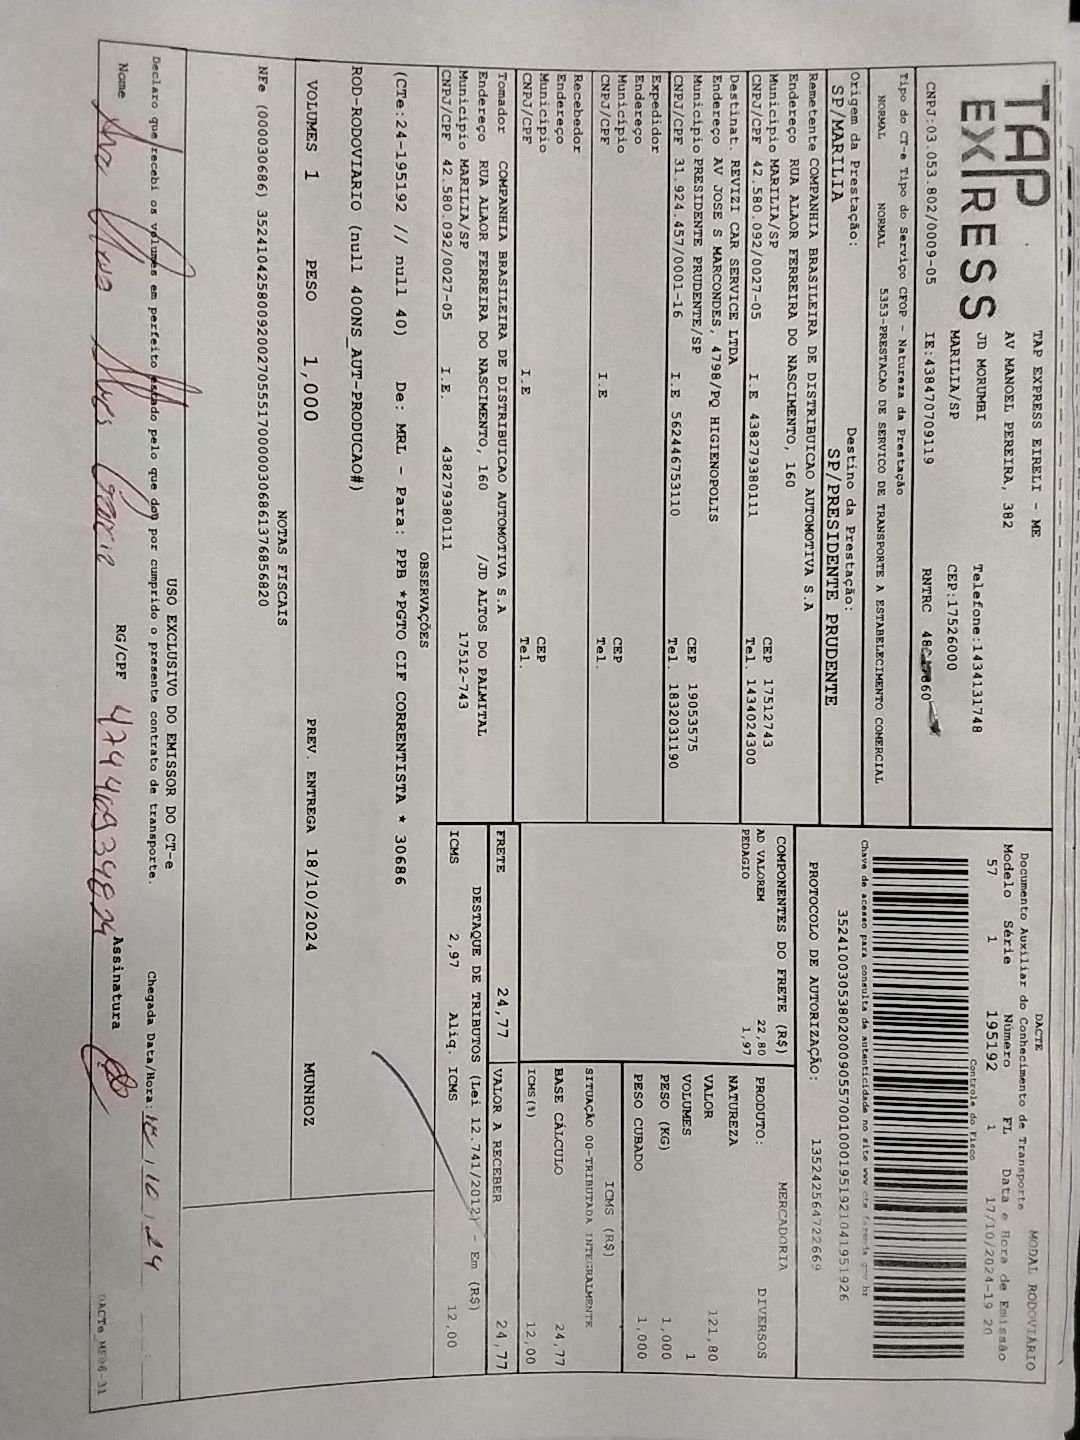 TAP EXPRESS
TAP EXPRESS EIRELI - ME
AV MANOEL PEREIRA, 382
JD MORUMBI Telefone:1434131748
MARILIA/SP CEP:17526000
CNPJ:03.053.802/0009-05 IE:438470709119 RNTRC
DACTE MODAL RODOVIÁRIO
Documento Auxiliar do Conhecimento de Transporte
Modelo Série Número FL Data e Hora de Emissão
57 1 195192 1 17/10/2024-19 20
Controle do Fisco
Chave de acesso para consulta de autenticidade no site www cte fazenda gov br
35241003053802000905570010001951921041951926
PROTOCOLO DE AUTORIZAÇÃO: 135242564722669
Tipo do CT-e Tipo do Serviço CFOP - Natureza da Prestação
NORMAL NORMAL 5353-PRESTACAO DE SERVICO DE TRANSPORTE A ESTABELECIMENTO COMERCIAL
Origem da Prestação: Destino da Prestação:
SP/MARILIA SP/PRESIDENTE PRUDENTE
Remetente COMPANHIA BRASILEIRA DE DISTRIBUICAO AUTOMOTIVA S.A
Endereço RUA ALAOR FERREIRA DO NASCIMENTO, 160
Município MARILIA/SP CEP 17512743
CNPJ/CPF 42.580.092/0027-05 I.E 438279380111 Tel. 1434024300
Destinat. REVIZI CAR SERVICE LTDA
Endereço AV JOSE S MARCONDES, 4798/PQ HIGIENOPOLIS
Município PRESIDENTE PRUDENTE/SP CEP 19053575
CNPJ/CPF 31.924.457/0001-16 I.E 562446753110 Tel. 1832031190
Expedidor
Endereço
Município CEP
CNPJ/CPF I.E Tel.
Recebedor
Endereço
Município CEP
CNPJ/CPF I.E Tel.
Tomador COMPANHIA BRASILEIRA DE DISTRIBUICAO AUTOMOTIVA S.A
Endereço RUA ALAOR FERREIRA DO NASCIMENTO, 160 /JD ALTOS DO PALMITAL
Município MARILIA/SP 17512-743
CNPJ/CPF 42.580.092/0027-05 I.E. 438279380111
COMPONENTES DO FRETE (R$)
AD VALOREM 22,80
PEDAGIO 1,97
FRETE 24,77
MERCADORIA
PRODUTO: DIVERSOS
NATUREZA
VALOR 121,80
VOLUMES 1
PESO (KG) 1,000
PESO CUBADO 1,000
ICMS (R$)
SITUAÇÃO 00-TRIBUTADA INTEGRALMENTE
BASE CÁLCULO 24,77
ICMS(%) 12,00
VALOR A RECEBER 24,77
DESTAQUE DE TRIBUTOS (Lei 12.741/2012) - Em (R$)
ICMS 2,97 Aliq. ICMS 12,00
OBSERVAÇÕES
(CTe:24-195192 // null 40) De: MRL - Para: PPB *PGTO CIF CORRENTISTA * 30686
ROD-RODOVIARIO (null 400NS_AUT-PRODUCAO#)
VOLUMES 1 PESO 1,000 PREV. ENTREGA 18/10/2024 MUNHOZ
NOTAS FISCAIS
NFe (000030686) 35241042580092002705551700000306861376856820
USO EXCLUSIVO DO EMISSOR DO CT-e
Declaro que recebi os volumes em perfeito estado pelo que dou por cumprido o presente contrato de transporte. Chegada Data/Hora: 18/10/24
Nome RG/CPF Assinatura
DACTe_MF06-31